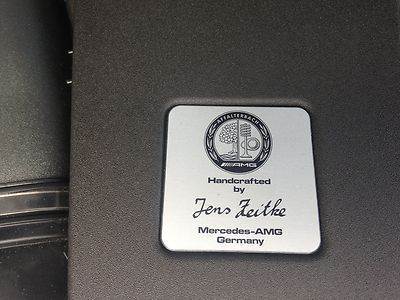 AFFALTERBACH
AMG
Handcrafted
by
Jens Zeitke
Mercedes-AMG
Germany